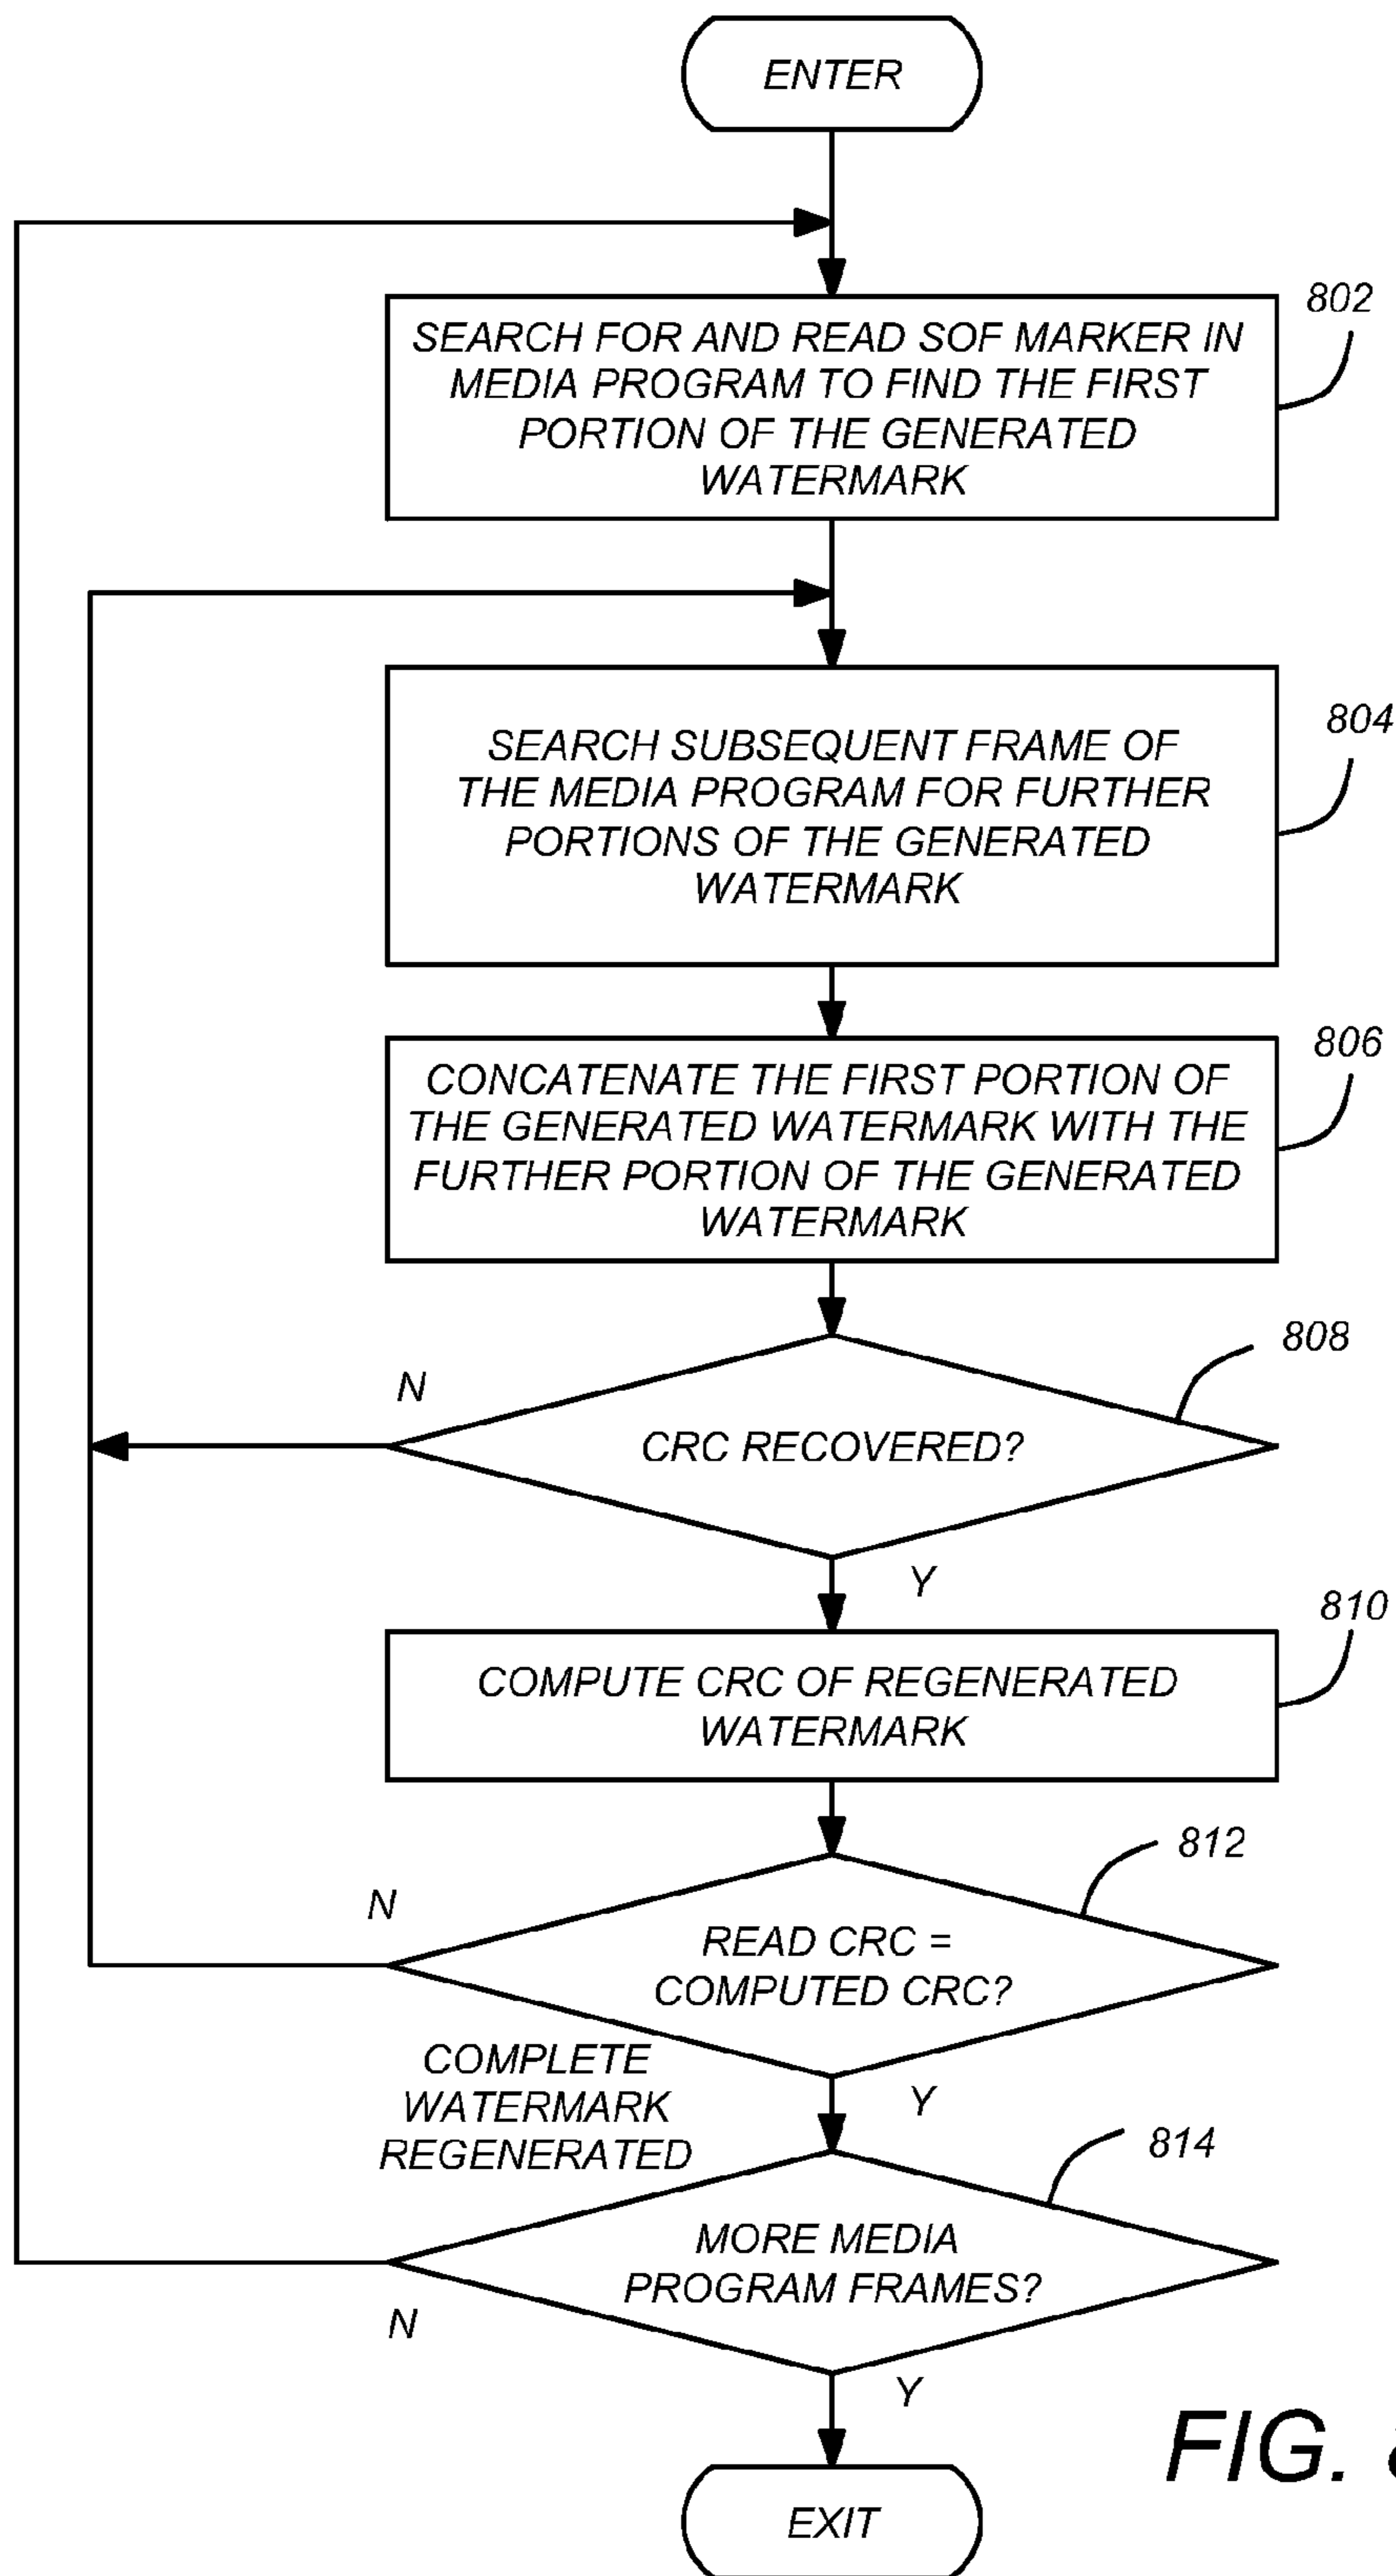 ENTER
802
SEARCH FOR AND READ SOF MARKER IN
MEDIA PROGRAM TO FIND THE FIRST
PORTION OF THE GENERATED
WATERMARK
804
SEARCH SUBSEQUENT FRAME OF
THE MEDIA PROGRAM FOR FURTHER
PORTIONS OF THE GENERATED
WATERMARK
806
CONCATENATE THE FIRST PORTION OF
THE GENERATED WATERMARK WITH THE
FURTHER PORTION OF THE GENERATED
WATERMARK
808
N
CRC RECOVERED?
Y
810
COMPUTE CRC OF REGENERATED
WATERMARK
812
N
READ CRC =
COMPUTED CRC?
COMPLETE
WATERMARK
REGENERATED
Y
814
MORE MEDIA
PROGRAM FRAMES?
N
Y
FIG.
EXIT